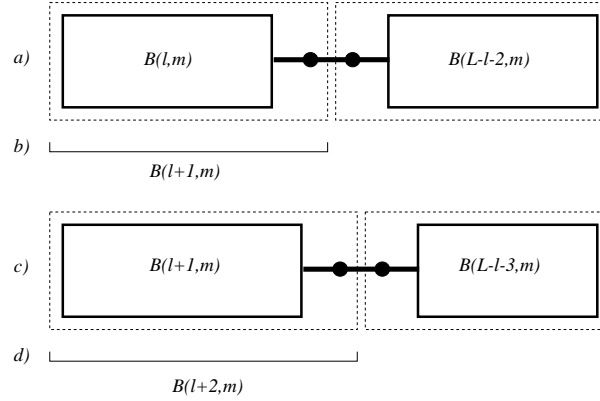 a) B(l,m) B(L-l-2,m)
b)
B(l+1,m)
c) B(l+1,m) B(L-l-3,m)
d)
B(l+2,m)